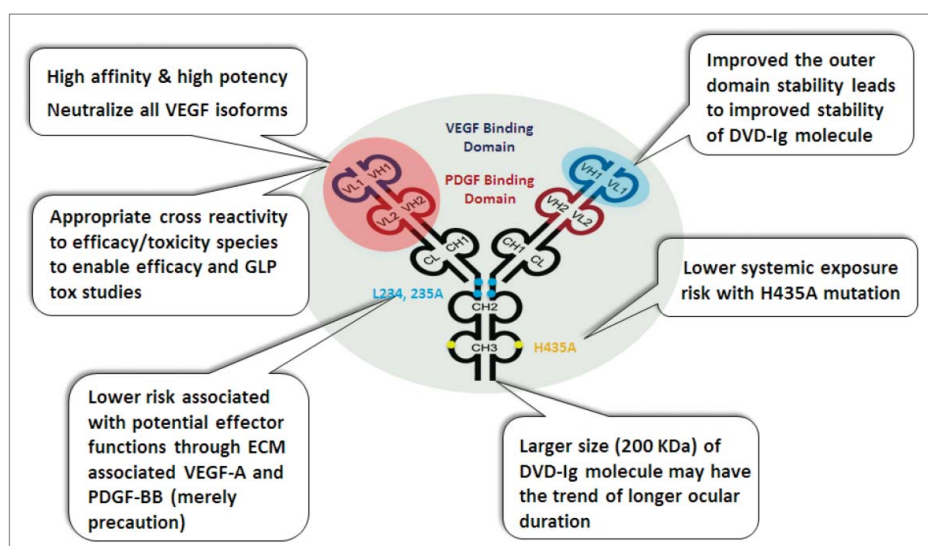 High affinity & high potency
Neutralize all VEGF isoforms
Improved the outer
domain stability leads
to improved stability
of DVD-Ig molecule
VEGF Binding
Domain
PDGF Binding
Domain
VL1 VH1
VL2 VH2
CL CH1
VH1 VL1
VH2 VL2
CH1 CL
Appropriate cross reactivity
to efficacy/toxicity species
to enable efficacy and GLP
tox studies
L234, 235A
CH2
CH3
H435A
Lower systemic exposure
risk with H435A mutation
Lower risk associated
with potential effector
functions through ECM
associated VEGF-A and
PDGF-BB (merely
precaution)
Larger size (200 KDa) of
DVD-Ig molecule may have
the trend of longer ocular
duration